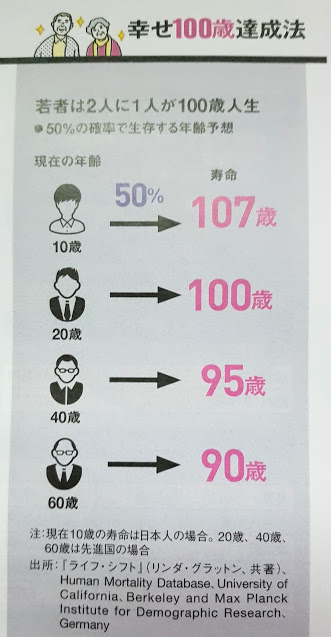 幸せ100歳達成法
若者は2人に1人が100歳人生
●50%の確率で生存する年齢予想
現在の年齢
寿命
50%
107歳
10歳
100歳
20歳
95歳
40歳
90歳
60歳
注:現在10歳の寿命は日本人の場合。20歳、40歳、
60歳は先進国の場合
出所:『ライフ・シフト』(リンダ・グラットン、共著)、
Human Mortality Database, University of
California, Berkeley and Max Planck
Institute for Demographic Research,
Germany